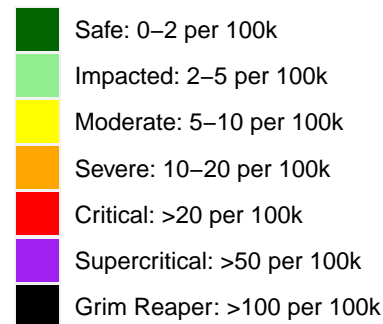 Safe: 0−2 per 100k
Impacted: 2−5 per 100k
Moderate: 5−10 per 100k
Severe: 10−20 per 100k
Critical: >20 per 100k
Supercritical: >50 per 100k
Grim Reaper: >100 per 100k